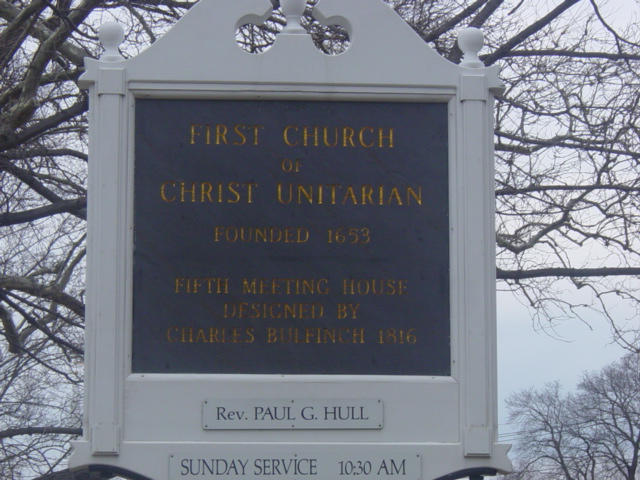 FIRST CHURCH
OF
CHRIST UNITARIAN
FOUNDED 1653
FIFTH MEETING HOUSE
DESIGNED BY
CHARLES BULFINCH 1816
Rev. PAUL G. HULL
SUNDAY SERVICE 10:30 AM